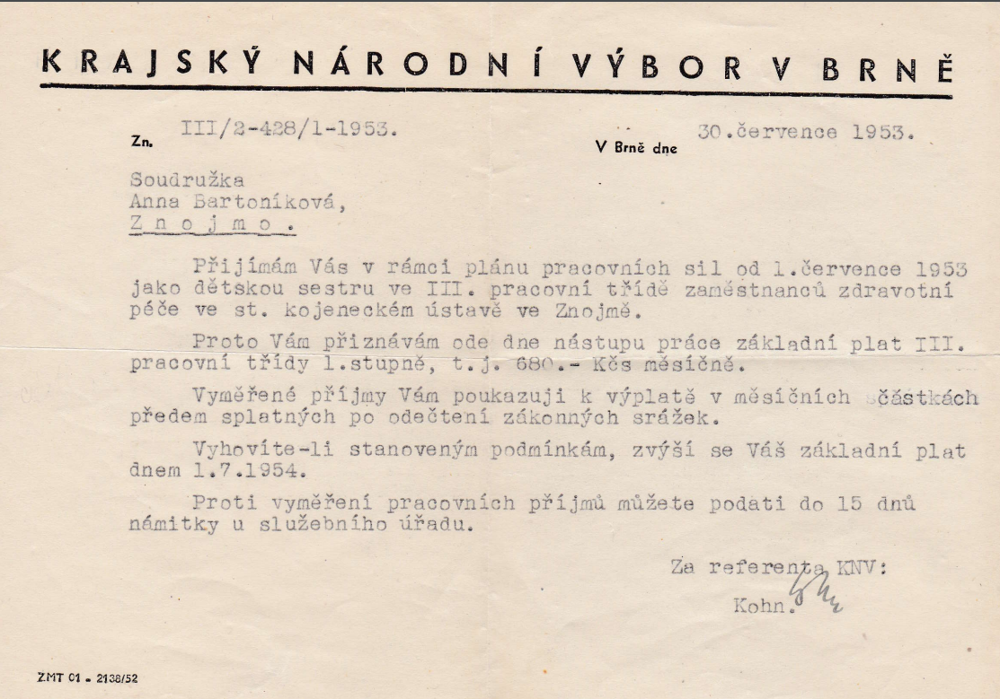 KRAJSKÝ NÁRODNÍ VÝBOR V BRNĚ
Zn. III/2-428/1-1953. V Brně dne 30.července 1953.
Soudružka
Anna Bartoníková,
Znojmo.
Přijímám Vás v rámci plánu pracovních sil od 1.července 1953
jako dětskou sestru ve III. pracovní třídě zaměstnanců zdravotní
péče ve st. kojeneckém ústavě ve Znojmě.
Proto Vám přiznávám ode dne nástupu práce základní plat III.
pracovní třídy 1.stupně, t.j. 680.- Kčs měsíčně.
Vyměřené příjmy Vám poukazuji k výplatě v měsíčních částkách
předem splatných po odečtení zákonných srážek.
Vyhovíte-li stanoveným podmínkám, zvýší se Váš základní plat
dnem 1.7.1954.
Proti vyměření pracovních příjmů můžete podati do 15 dnů
námitky u služebního úřadu.
Za referenta KNV:
Kohn.
ZMT 01 - 2138/52